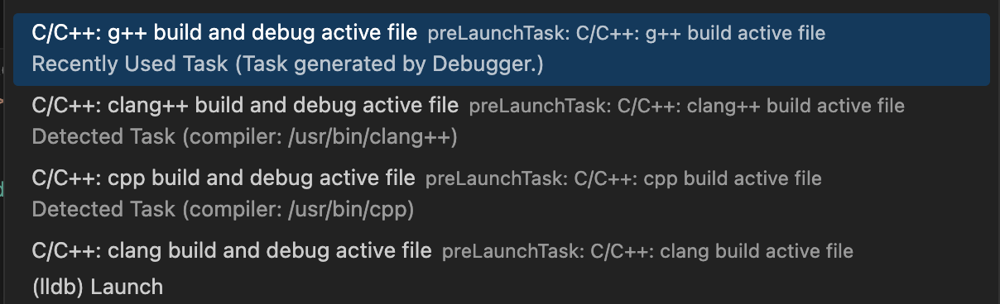 C/C++: g++ build and debug active file preLaunchTask: C/C++: g++ build active file
Recently Used Task (Task generated by Debugger.)
C/C++: clang++ build and debug active file preLaunchTask: C/C++: clang++ build active file
Detected Task (compiler: /usr/bin/clang++)
C/C++: cpp build and debug active file preLaunchTask: C/C++: cpp build active file
Detected Task (compiler: /usr/bin/cpp)
C/C++: clang build and debug active file preLaunchTask: C/C++: clang build active file
(lldb) Launch